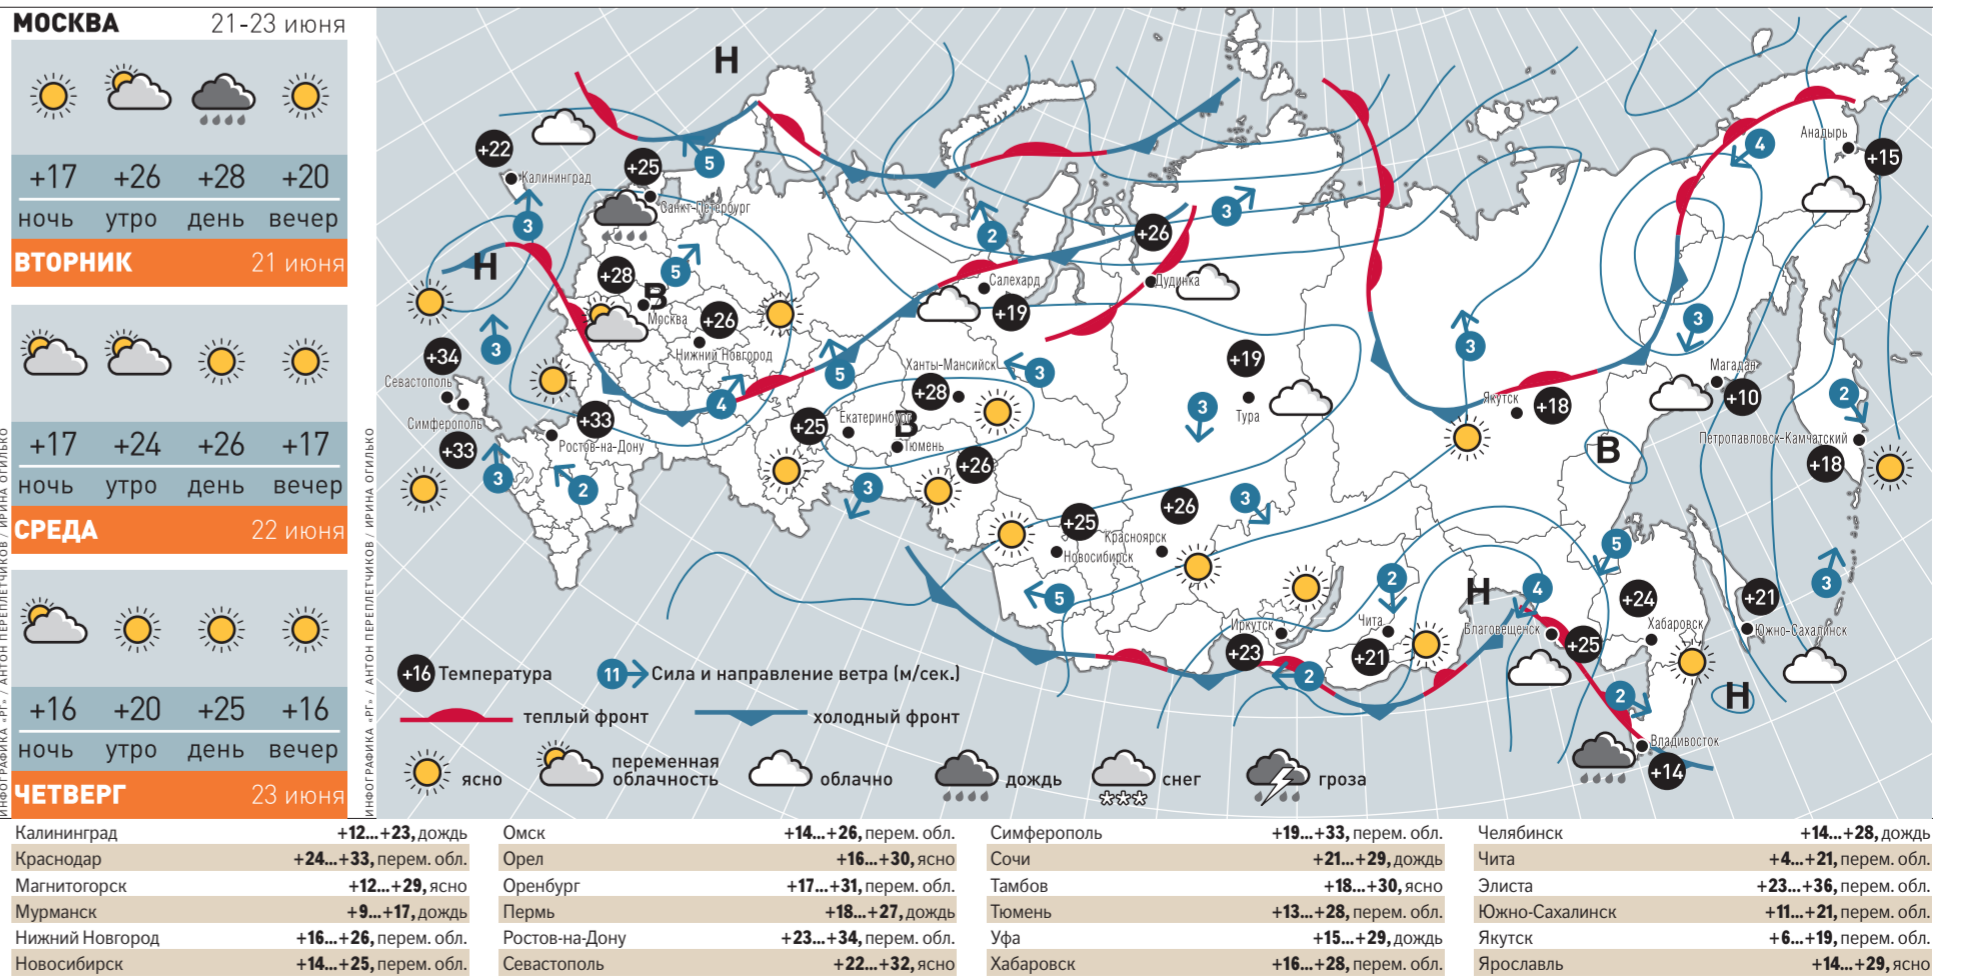 МОСКВА 21-23 июня
+17 +26 +28 +20
ночь утро день вечер
ВТОРНИК 21 июня
+17 +24 +26 +17
ночь утро день вечер
СРЕДА 22 июня
+16 +20 +25 +16
ночь утро день вечер
ЧЕТВЕРГ 23 июня
ИНФОГРАФИКА «РГ» / АНТОН ПЕРЕПЛЕТЧИКОВ / ИРИНА ОГИЛЬКО
ИНФОГРАФИКА «РГ» / АНТОН ПЕРЕПЛЕТЧИКОВ / ИРИНА ОГИЛЬКО
Н
+22
Калининград
+25
Санкт-Петербург
5
3
Н
+28
В
Москва
5
+26
Нижний Новгород
3
+34
Севастополь
Симферополь
+33
+33
Ростов-на-Дону
3
2
4
5
2
Салехард
+19
+26
Дудинка
3
Ханты-Мансийск
+28
3
+25
Екатеринбург
В
Тюмень
+26
3
+19
Тура
3
+25
Новосибирск
+26
Красноярск
3
5
Иркутск
+23
2
2
Чита
+21
3
Якутск
+18
4
Анадырь
+15
3
Магадан
+10
В
2
Петропавловск-Камчатский
+18
3
5
Н
4
Благовещенск
+25
+24
Хабаровск
+21
Южно-Сахалинск
2
Н
Владивосток
+14
+16 Температура
11 Сила и направление ветра (м/сек.)
теплый фронт
холодный фронт
ясно
переменная
облачность
облачно
дождь
снег
гроза
Калининград +12...+23, дождь
Краснодар +24...+33, перем. обл.
Магнитогорск +12...+29, ясно
Мурманск +9...+17, дождь
Нижний Новгород +16...+26, перем. обл.
Новосибирск +14...+25, перем. обл.
Омск +14...+26, перем. обл.
Орел +16...+30, ясно
Оренбург +17...+31, перем. обл.
Пермь +18...+27, дождь
Ростов-на-Дону +23...+34, перем. обл.
Севастополь +22...+32, ясно
Симферополь +19...+33, перем. обл.
Сочи +21...+29, дождь
Тамбов +18...+30, ясно
Тюмень +13...+28, перем. обл.
Уфа +15...+29, дождь
Хабаровск +16...+28, перем. обл.
Челябинск +14...+28, дождь
Чита +4...+21, перем. обл.
Элиста +23...+36, перем. обл.
Южно-Сахалинск +11...+21, перем. обл.
Якутск +6...+19, перем. обл.
Ярославль +14...+29, ясно